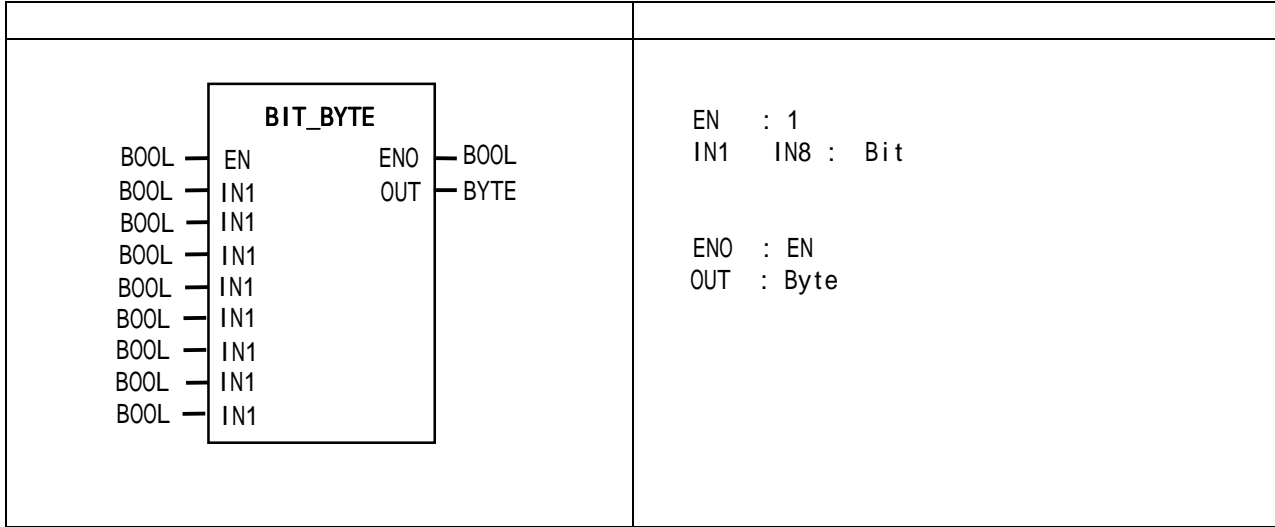 BIT_BYTE
BOOL EN ENO BOOL
BOOL IN1 OUT BYTE
BOOL IN1
BOOL IN1
BOOL IN1
BOOL IN1
BOOL IN1
BOOL IN1
BOOL IN1
EN : 1
IN1 IN8 : Bit
ENO : EN
OUT : Byte